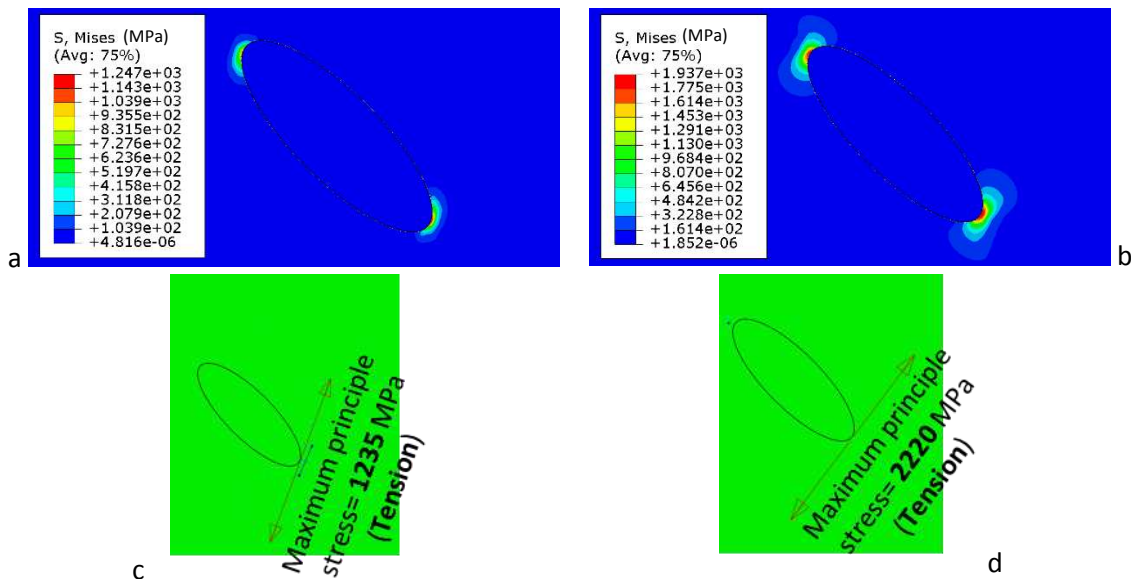 S, Mises (MPa)
(Avg: 75%)
+1.247e+03
+1.143e+03
+1.039e+03
+9.355e+02
+8.315e+02
+7.276e+02
+6.236e+02
+5.197e+02
+4.158e+02
+3.118e+02
+2.079e+02
+1.039e+02
+4.816e-06
a
S, Mises (MPa)
(Avg: 75%)
+1.937e+03
+1.775e+03
+1.614e+03
+1.453e+03
+1.291e+03
+1.130e+03
+9.684e+02
+8.070e+02
+6.456e+02
+4.842e+02
+3.228e+02
+1.614e+02
+1.852e-06
b
Maximum principle
stress= 1235 MPa
(Tension)
c
Maximum principle
stress= 2220 MPa
(Tension)
d